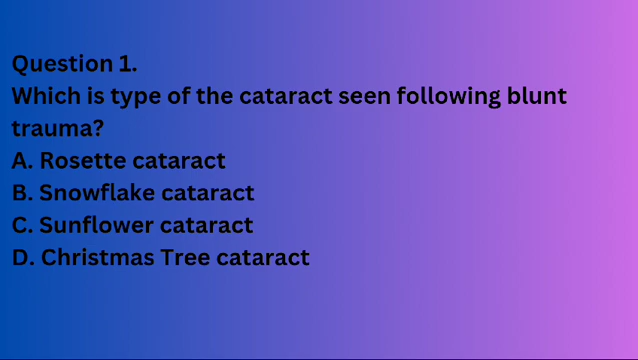 Question 1.
Which is type of the cataract seen following blunt
trauma?
A. Rosette cataract
B. Snowflake cataract
C. Sunflower cataract
D. Christmas Tree cataract